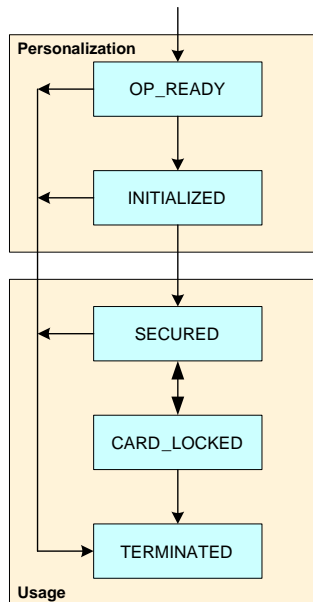 Personalization
OP_READY
INITIALIZED
SECURED
CARD_LOCKED
TERMINATED
Usage